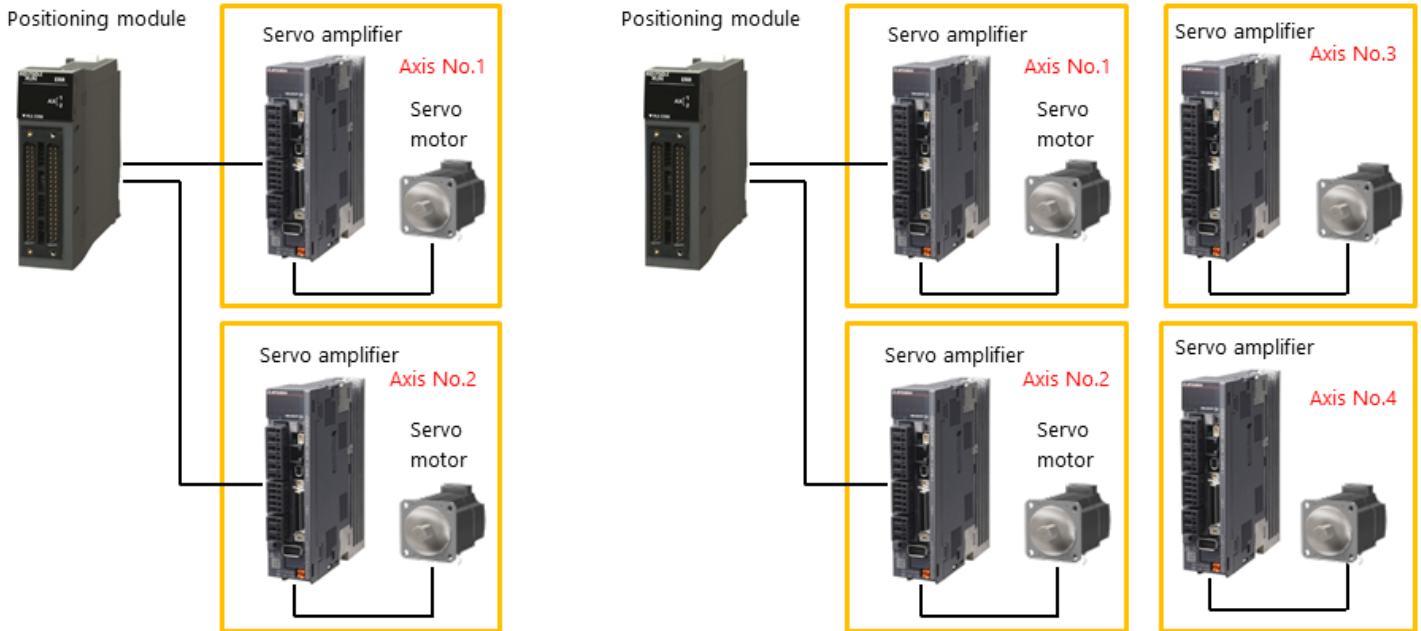 Positioning module
Servo amplifier
Axis No.1
Servo
motor
Servo amplifier
Axis No.2
Servo
motor
Positioning module
Servo amplifier
Axis No.1
Servo
motor
Servo amplifier
Axis No.3
Servo amplifier
Axis No.2
Servo
motor
Servo amplifier
Axis No.4